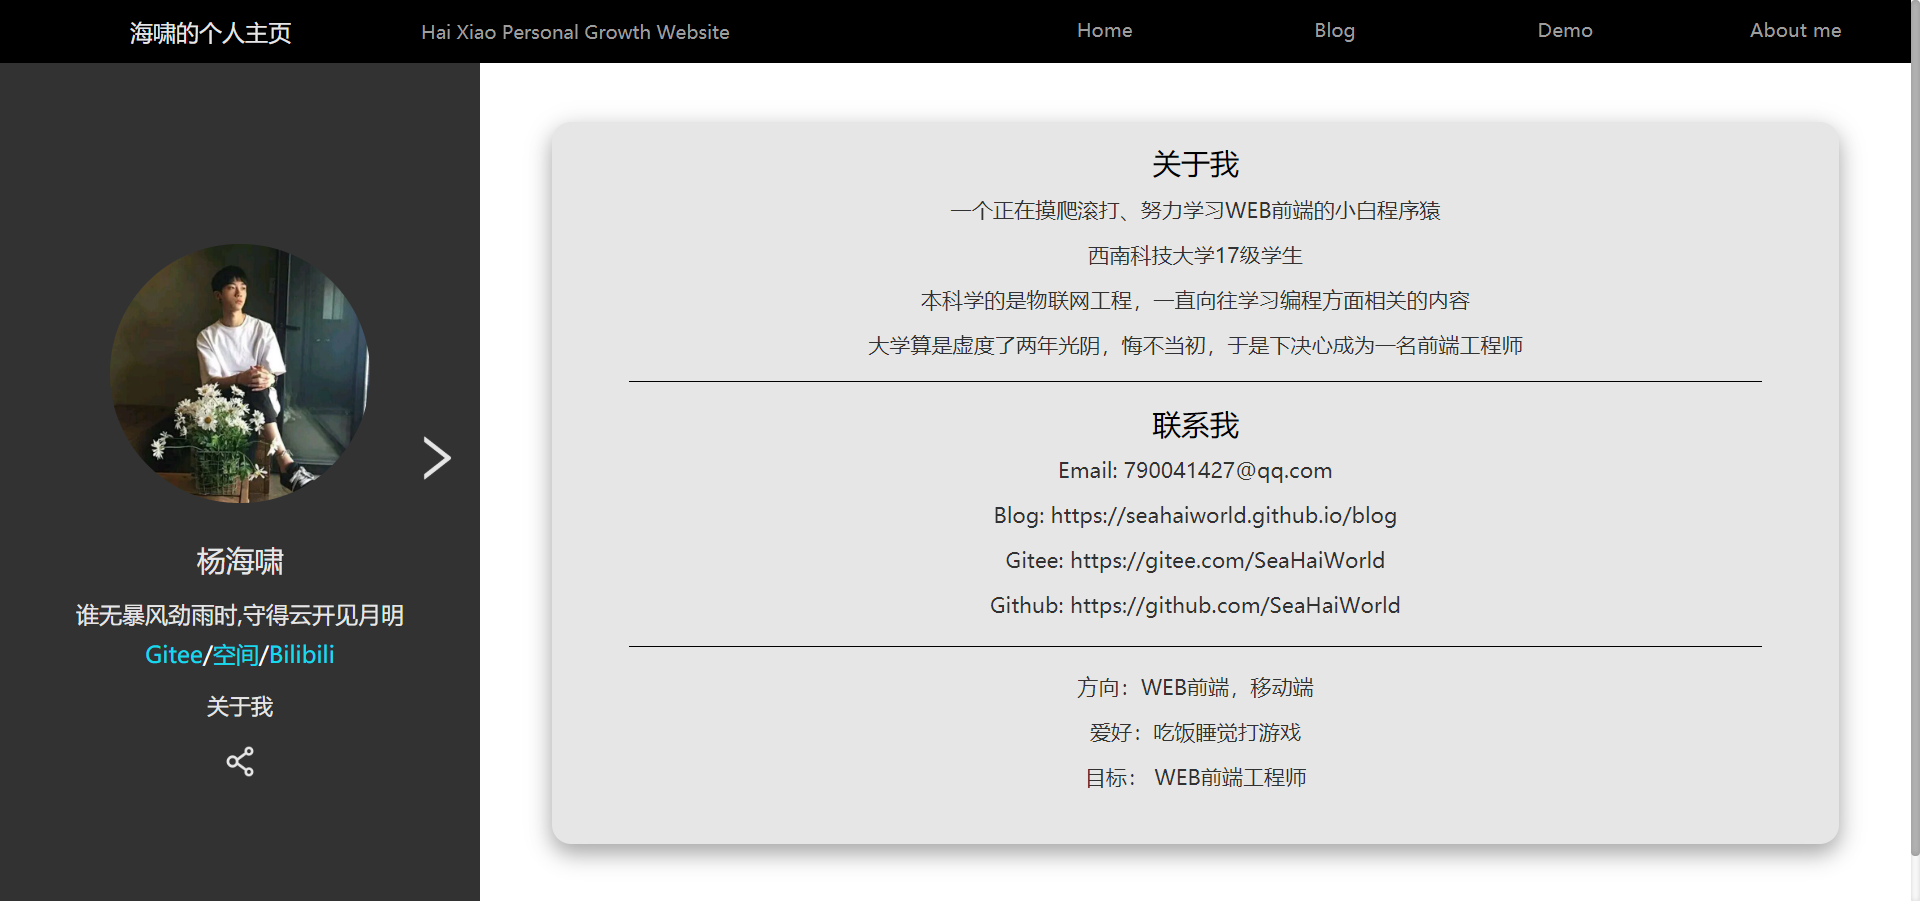 海啸的个人主页
Hai Xiao Personal Growth Website
Home
Blog
Demo
About me
杨海啸
谁无暴风劲雨时,守得云开见月明
Gitee/空间/Bilibili
关于我
关于我
一个正在摸爬滚打、努力学习WEB前端的小白程序猿
西南科技大学17级学生
本科学的是物联网工程，一直向往学习编程方面相关的内容
大学算是虚度了两年光阴，悔不当初，于是下决心成为一名前端工程师
联系我
Email: 790041427@qq.com
Blog: https://seahaiworld.github.io/blog
Gitee: https://gitee.com/SeaHaiWorld
Github: https://github.com/SeaHaiWorld
方向：WEB前端，移动端
爱好：吃饭睡觉打游戏
目标： WEB前端工程师